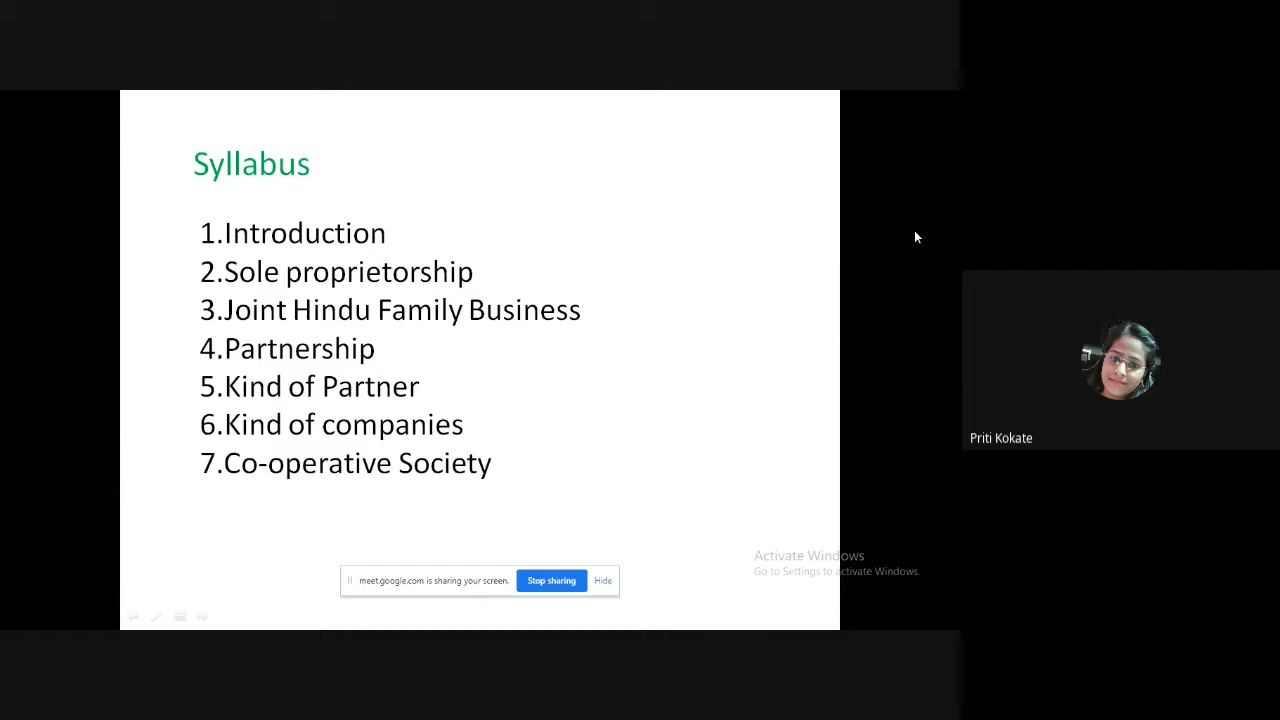 Syllabus
1.Introduction
2.Sole proprietorship
3.Joint Hindu Family Business
4.Partnership
5.Kind of Partner
6.Kind of companies
7.Co-operative Society
Priti Kokate
Activate Windows
Go to Settings to activate Windows.
meet.google.com is sharing your screen. Stop sharing Hide